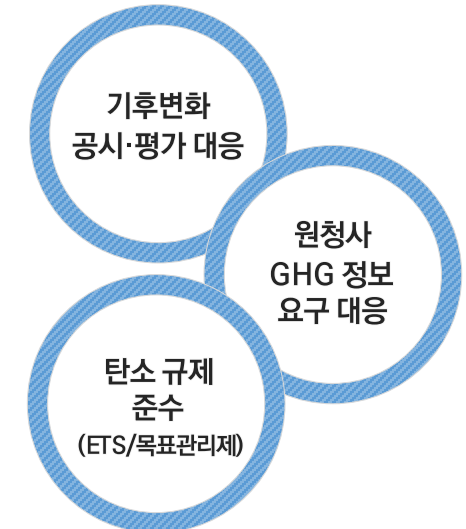 기후변화
공시·평가 대응
원청사
GHG 정보
요구 대응
탄소 규제
준수
(ETS/목표관리제)